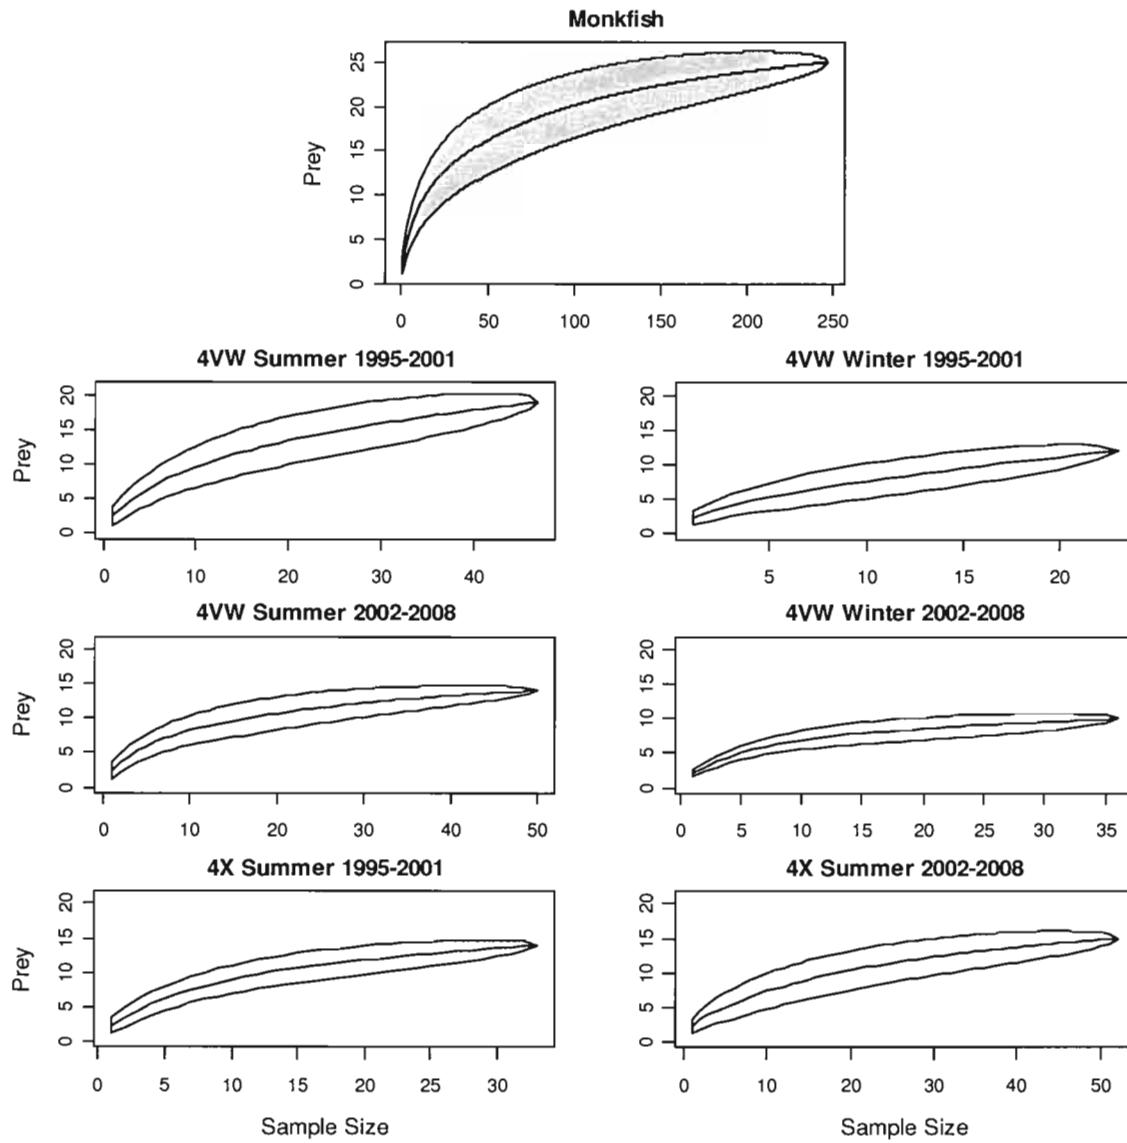 Monkfish
Prey
25
20
15
10
5
0
0 50 100 150 200 250
4VW Summer 1995-2001
Prey
20
15
10
5
0
0 10 20 30 40
4VW Winter 1995-2001
20
15
10
5
0
5 10 15 20
4VW Summer 2002-2008
Prey
20
15
10
5
0
0 10 20 30 40 50
4VW Winter 2002-2008
20
15
10
5
0
0 5 10 15 20 25 30 35
4X Summer 1995-2001
Prey
20
15
10
5
0
0 5 10 15 20 25 30
Sample Size
4X Summer 2002-2008
20
15
10
5
0
0 10 20 30 40 50
Sample Size